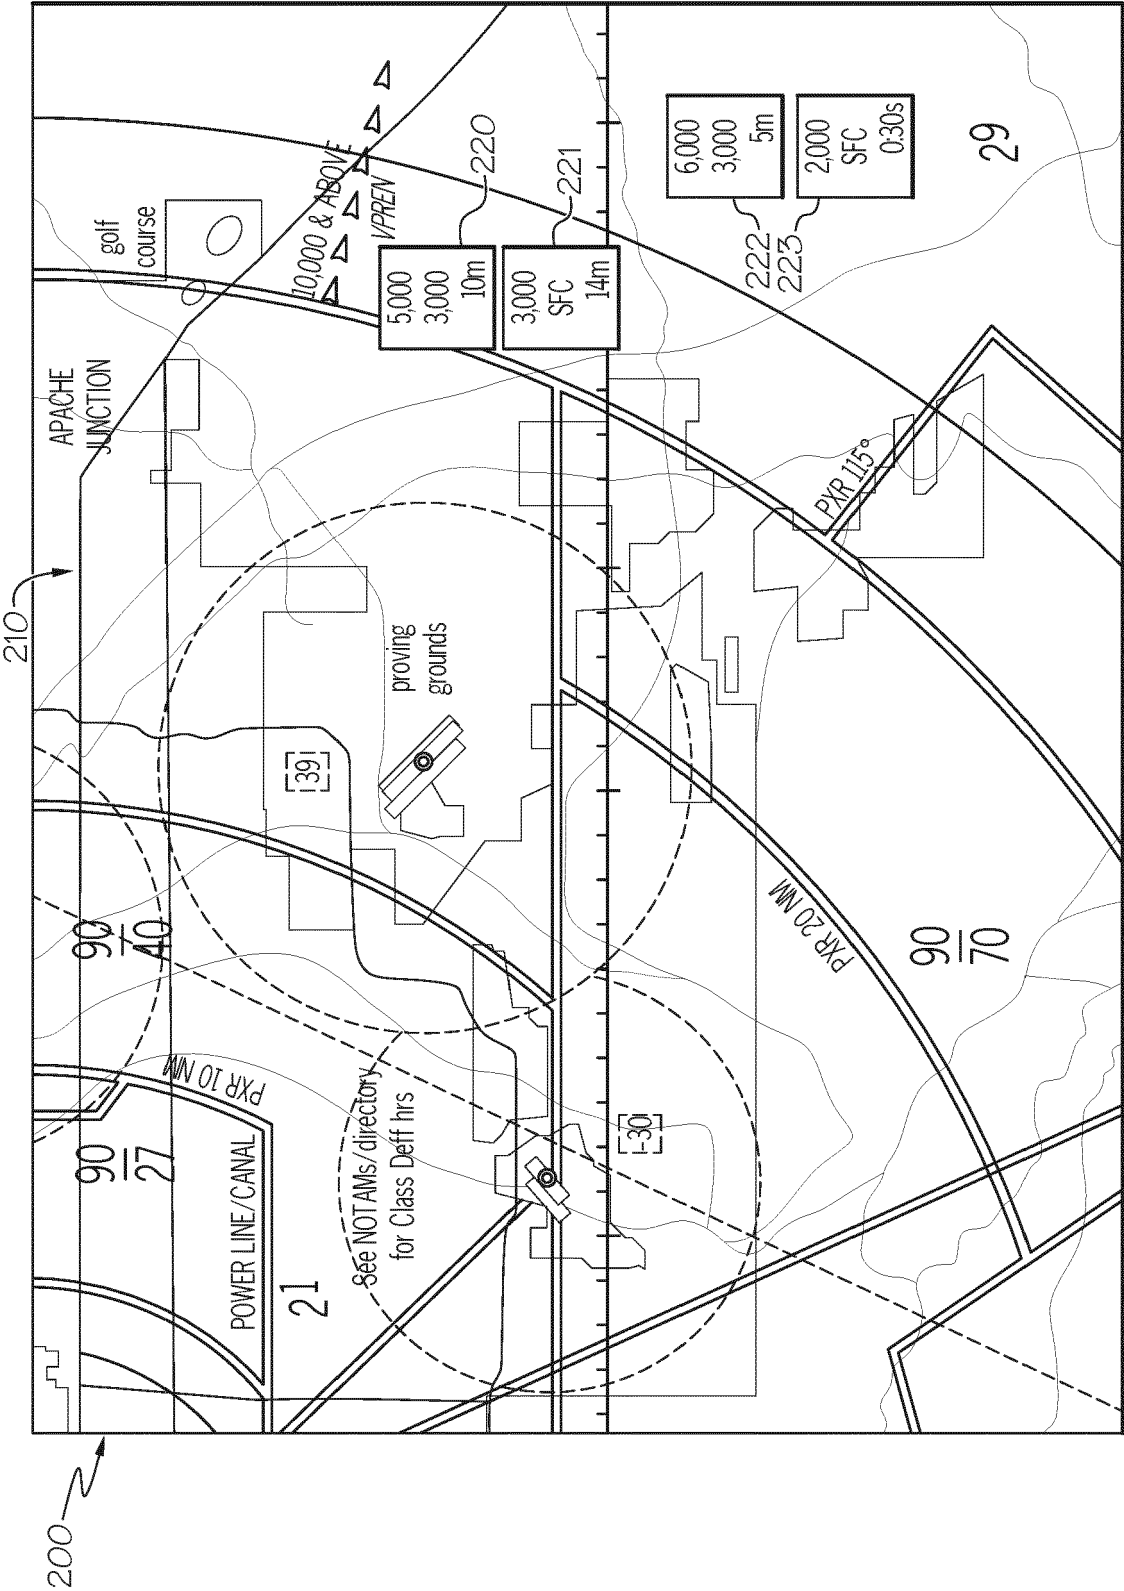 200
210
APACHE
JUNCTION
golf
course
10,000 & ABOVE
VPREN
5,000
3,000
10m
220
3,000
SFC
14m
221
6,000
3,000
5m
222
2,000
SFC
0:30s
223
29
PXR 115°
proving
grounds
39
90
40
PXR 10 NM
90
27
POWER LINE/CANAL
21
See NOTAMs/directory
for Class Deff hrs
-30
PXR 20 NM
90
70